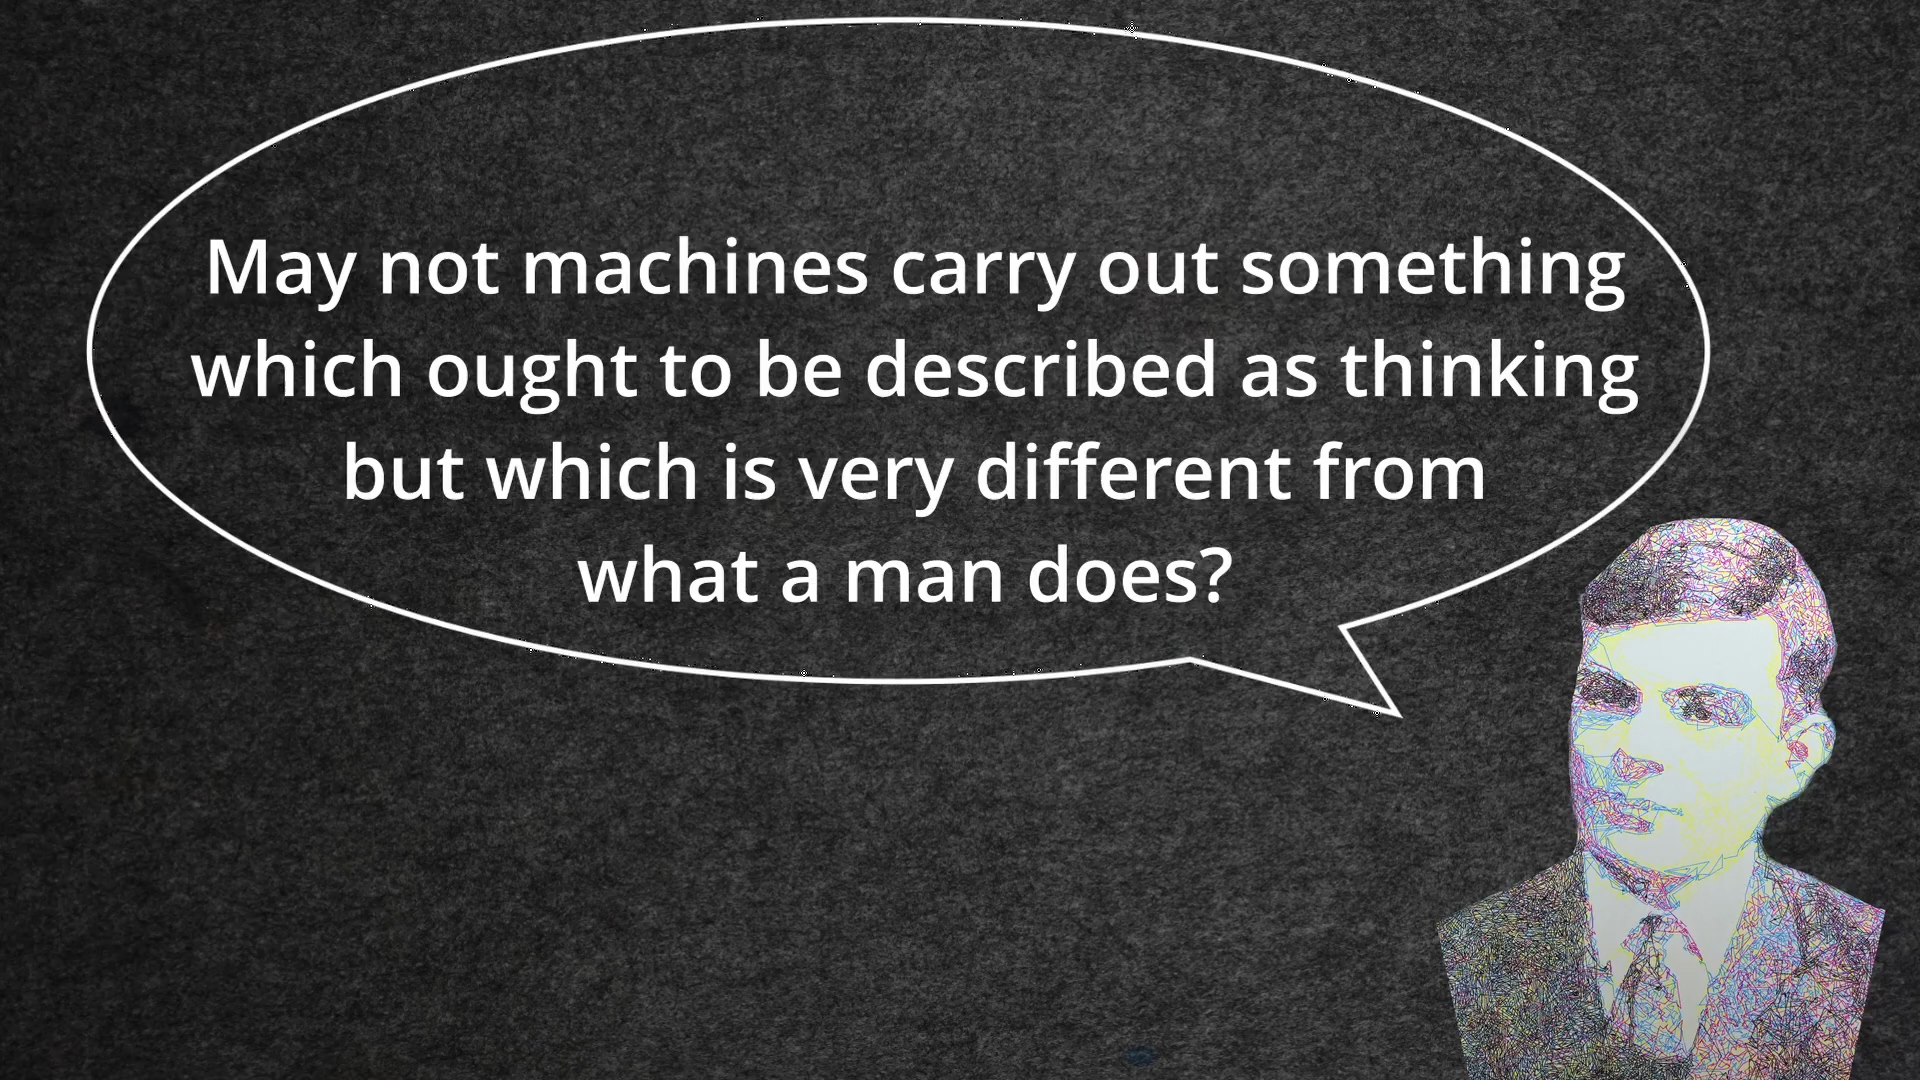 May not machines carry out something
which ought to be described as thinking
but which is very different from
what a man does?